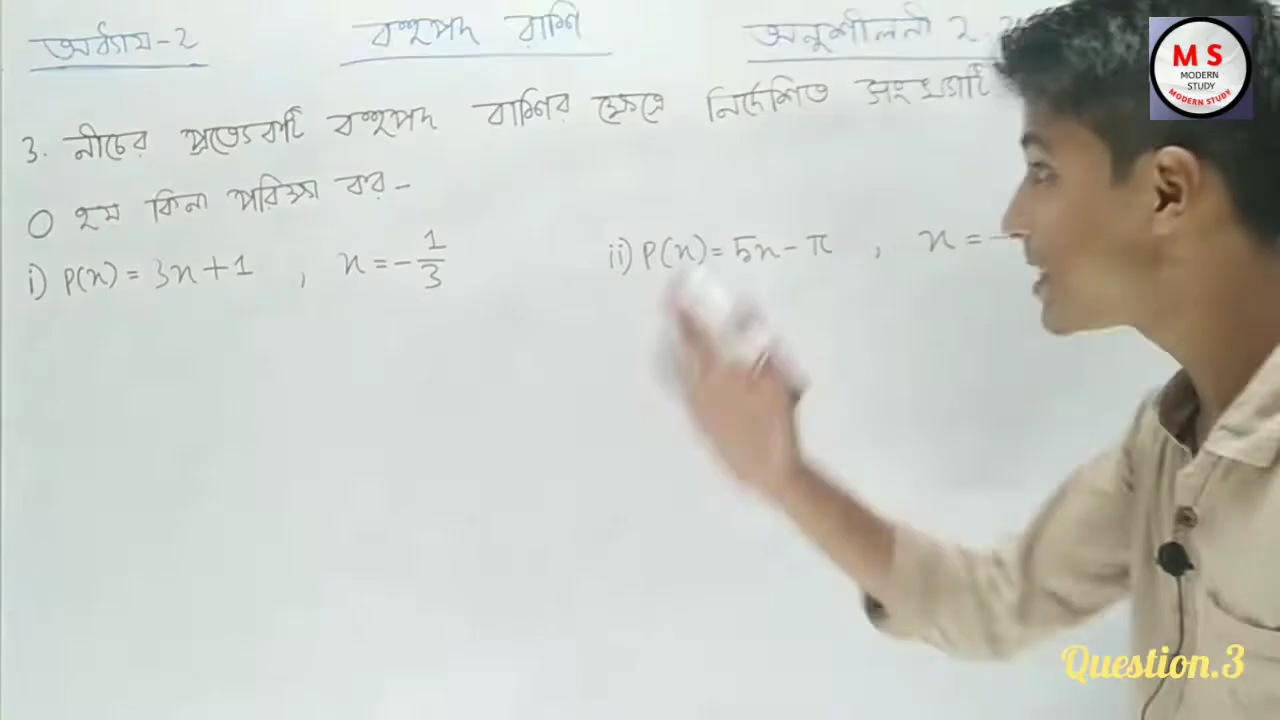 অধ্যায়-2 বহুপদ রাশি অনুশীলনী 2.
3. নীচের প্রত্যেকটি বহুপদ রাশির ক্ষেত্রে নির্দেশিত সংখ্যাটি
0 হয় কিনা পরিক্ষা কর-
i) P(x) = 3x+1 , x = -1/3 ii) P(x) = 5x-π , x = -
M S
MODERN
STUDY
MODERN STUDY
Question.3